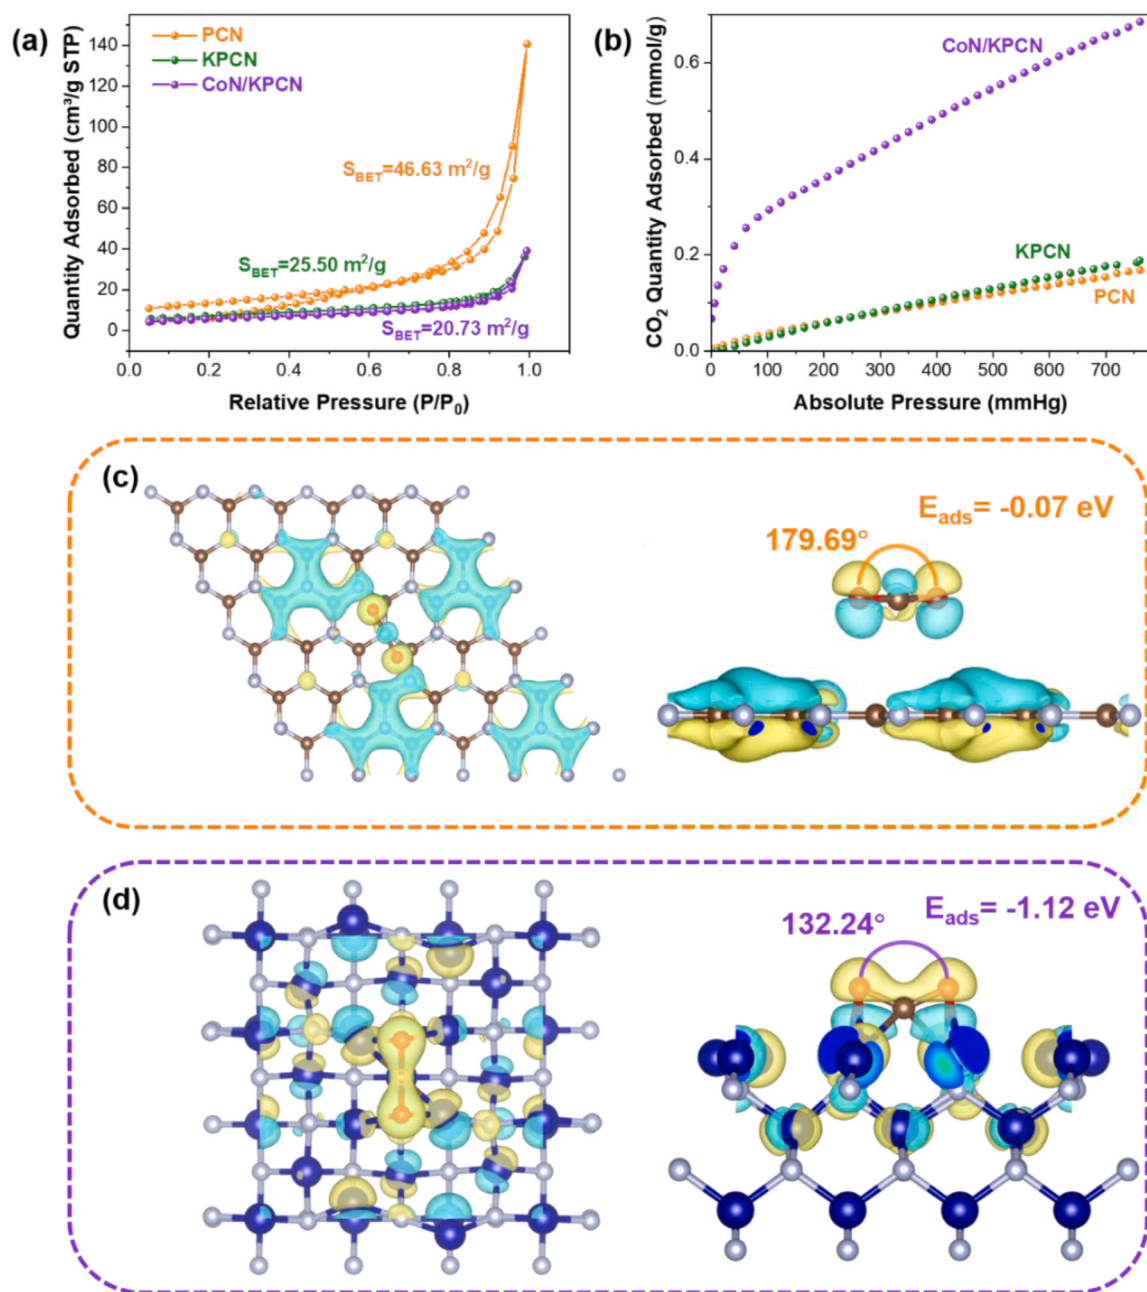 (a)
PCN
KPCN
CoN/KPCN
S_BET=46.63 m²/g
S_BET=25.50 m²/g
S_BET=20.73 m²/g
Quantity Adsorbed (cm³/g STP)
140
120
100
80
60
40
20
0
0.0 0.2 0.4 0.6 0.8 1.0
Relative Pressure (P/P₀)
(b)
CoN/KPCN
KPCN
PCN
CO₂ Quantity Adsorbed (mmol/g)
0.6
0.4
0.2
0.0
0 100 200 300 400 500 600 700
Absolute Pressure (mmHg)
(c)
E_ads= -0.07 eV
179.69°
(d)
E_ads= -1.12 eV
132.24°